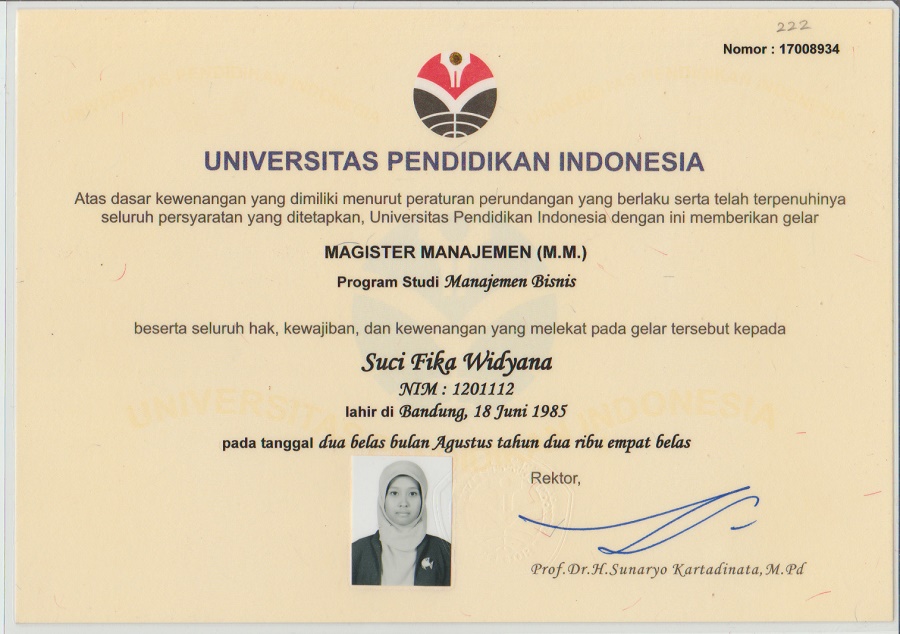 222
Nomor : 17008934
UNIVERSITAS PENDIDIKAN INDONESIA
Atas dasar kewenangan yang dimiliki menurut peraturan perundangan yang berlaku serta telah terpenuhinya
seluruh persyaratan yang ditetapkan, Universitas Pendidikan Indonesia dengan ini memberikan gelar
MAGISTER MANAJEMEN (M.M.)
Program Studi Manajemen Bisnis
beserta seluruh hak, kewajiban, dan kewenangan yang melekat pada gelar tersebut kepada
Suci Fika Widyana
NIM : 1201112
lahir di Bandung, 18 Juni 1985
UNIVERSITAS PENDIDIKAN INDONESIA
pada tanggal dua belas bulan Agustus tahun dua ribu empat belas
Rektor,
Prof.Dr.H.Sunaryo Kartadinata,M.Pd